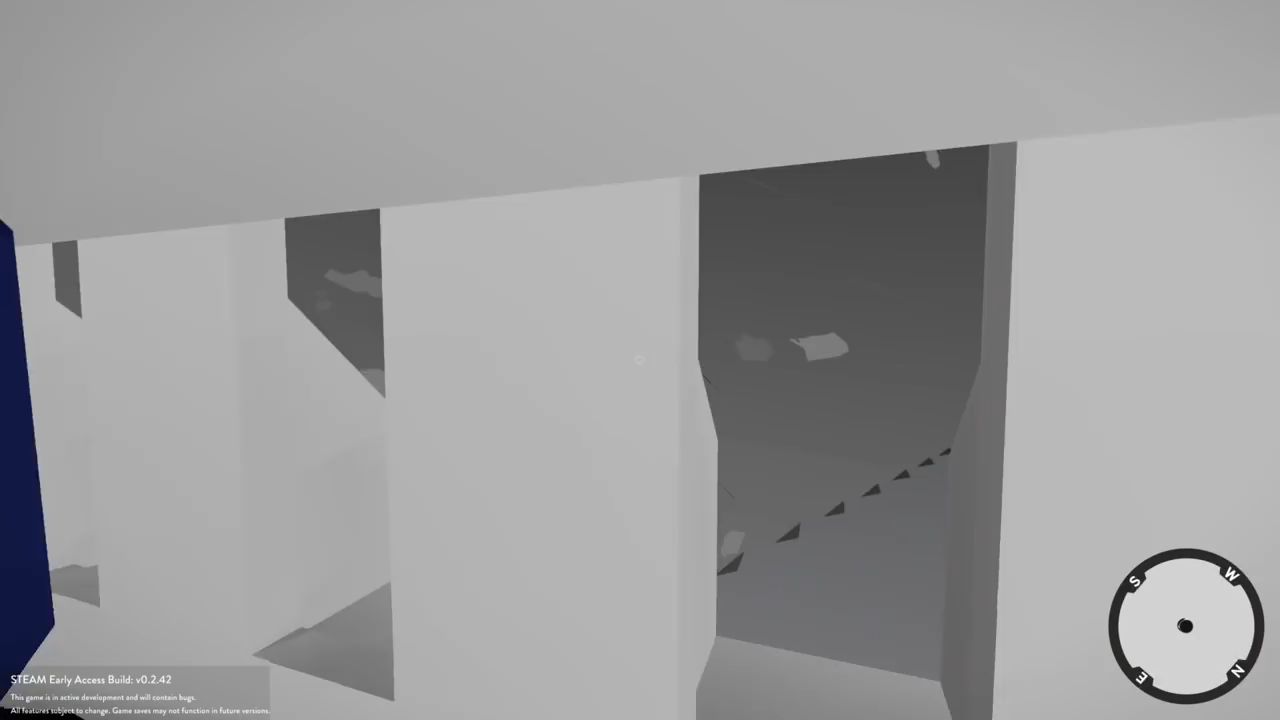 S W
E N
STEAM Early Access Build: v0.2.42
This game is in active development and will contain bugs.
All features subject to change. Game saves may not function in future versions.